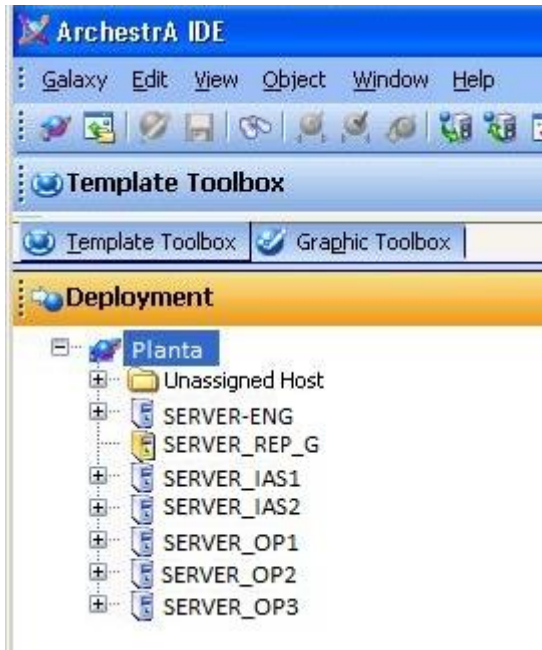 ArchestrA IDE
Galaxy Edit View Object Window Help
Template Toolbox
Template Toolbox Graphic Toolbox
Deployment
Planta
Unassigned Host
SERVER-ENG
SERVER_REP_G
SERVER_IAS1
SERVER_IAS2
SERVER_OP1
SERVER_OP2
SERVER_OP3